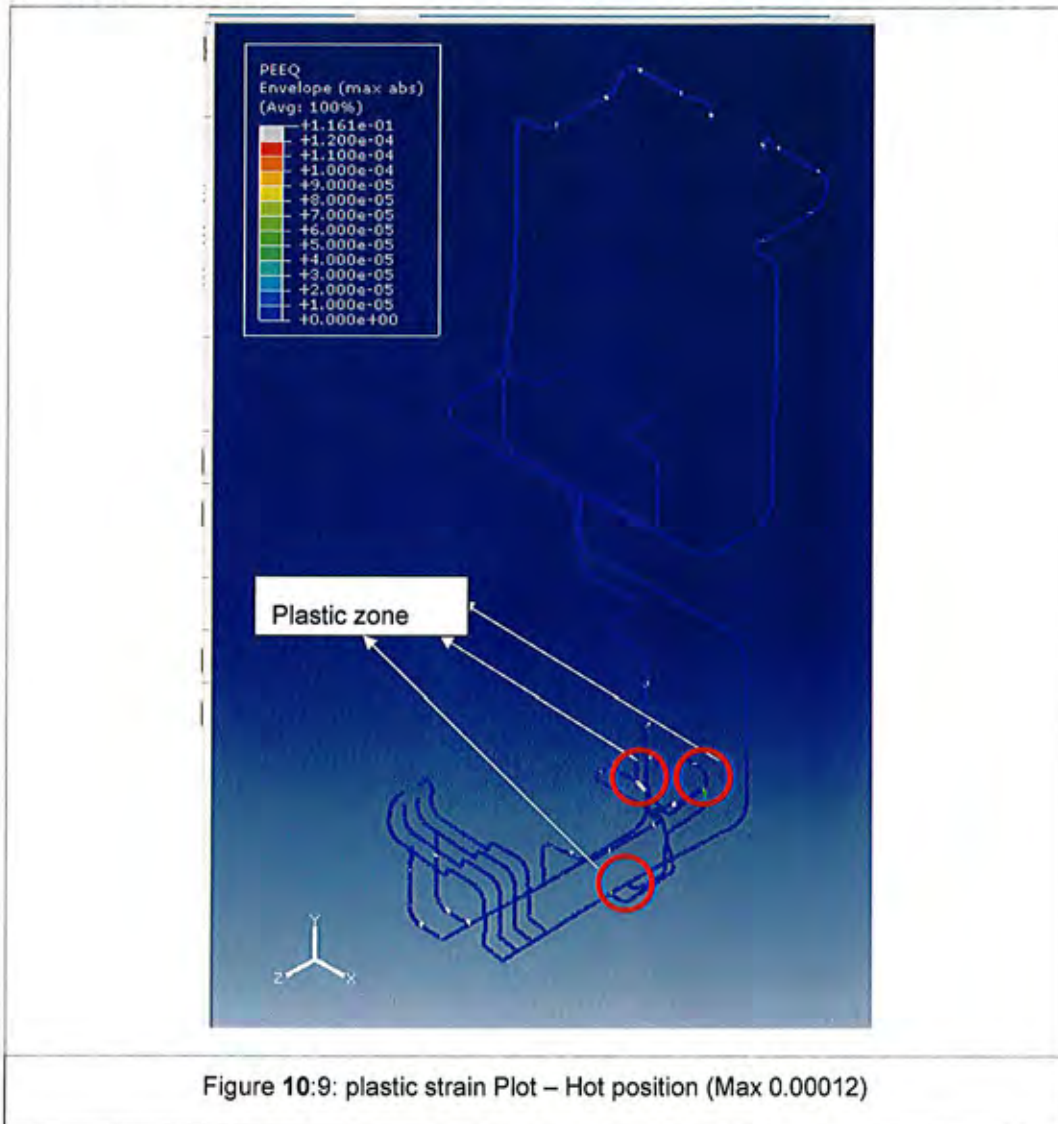 PEEQ
Envelope (max abs)
(Avg: 100%)
+1.161e-01
+1.200e-04
+1.100e-04
+1.000e-04
+9.000e-05
+8.000e-05
+7.000e-05
+6.000e-05
+5.000e-05
+4.000e-05
+3.000e-05
+2.000e-05
+1.000e-05
+0.000e+00
Plastic zone
Y
Z
X
Figure 10:9: plastic strain Plot – Hot position (Max 0.00012)